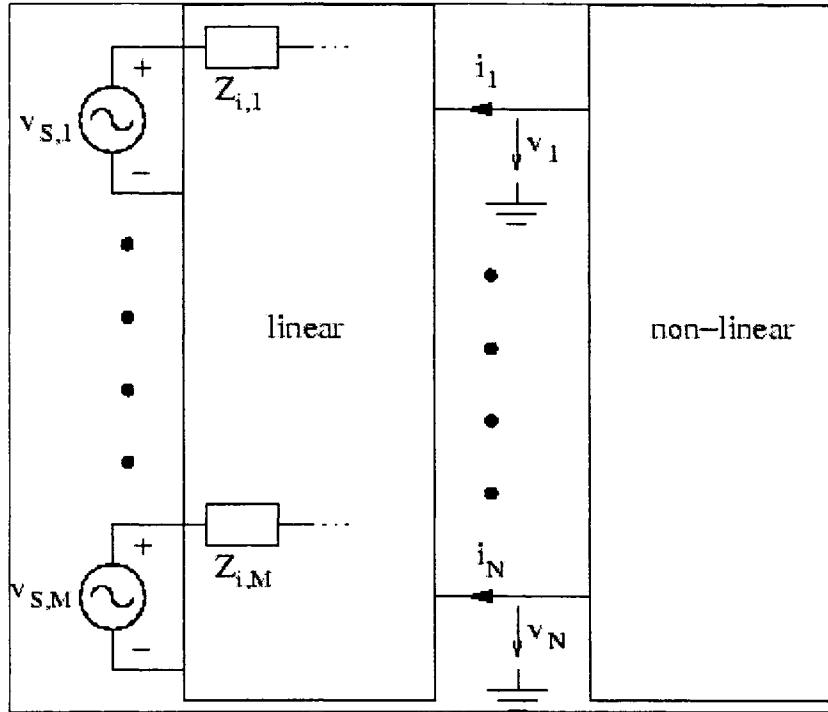 +
Z_{i,1}
v_{S,1}
−
i_1
v_1
linear
non-linear
+
Z_{i,M}
v_{S,M}
−
i_N
v_N